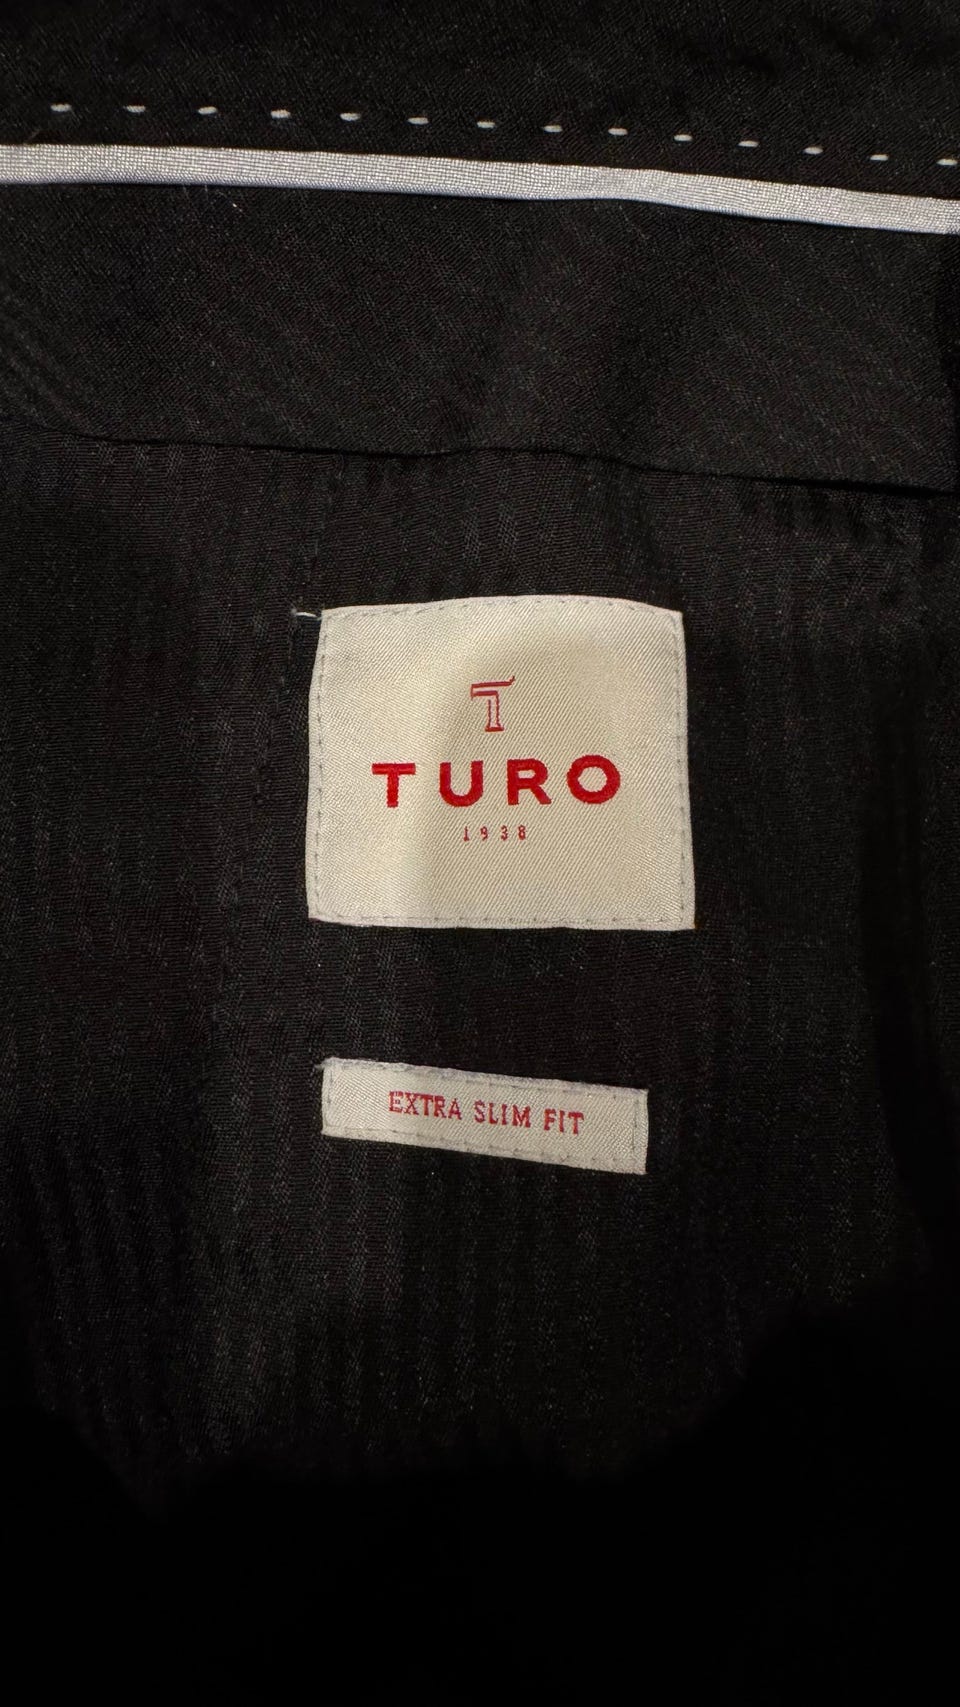 T
TURO
1938
EXTRA SLIM FIT